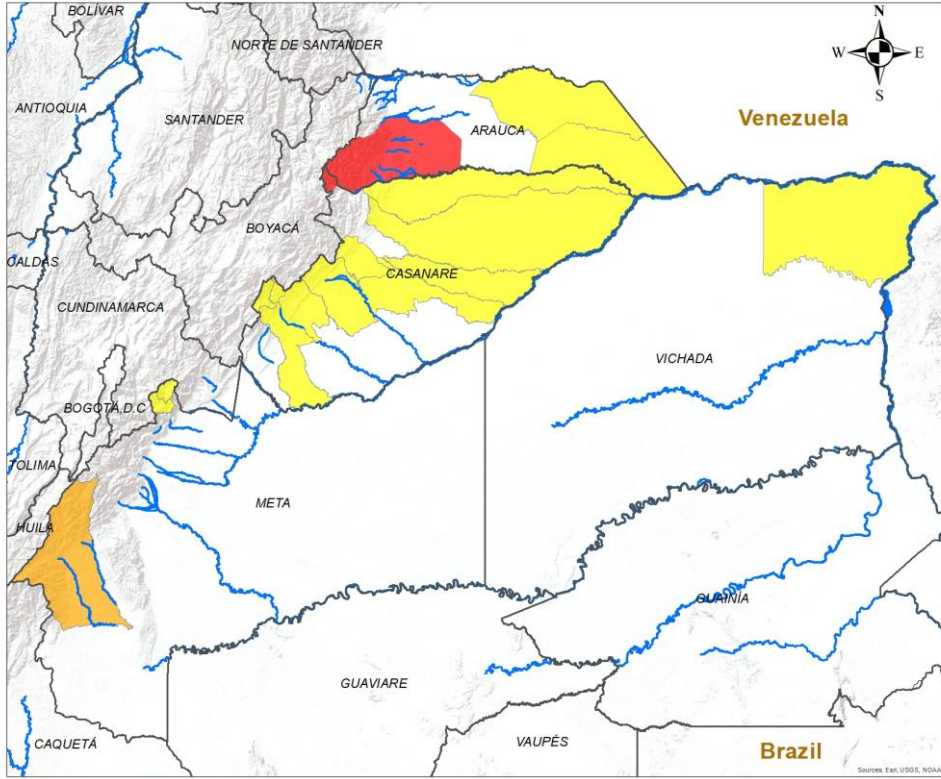 BOLÍVAR
N
NORTE DE SANTANDER
W
E
S
ANTIOQUIA
SANTANDER
ARAUCA
Venezuela
BOYACÁ
CALDAS
CASANARE
CUNDINAMARCA
VICHADA
BOGOTÁ,D.C
TOLIMA
META
HUILA
GUAINÍA
GUAVIARE
CAQUETÁ
VAUPÉS
Brazil
Sources: Esri, USGS, NOAA